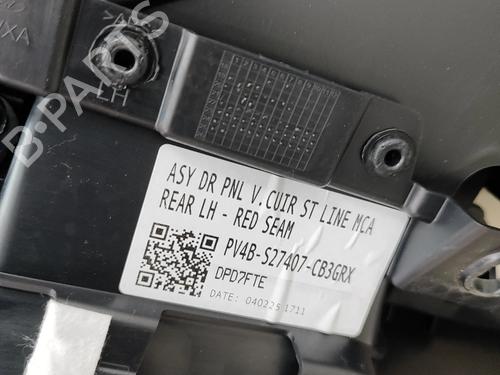 LH
B-PARTS
ASY DR PNL V.CUIR ST LINE MCA
REAR LH - RED SEAM
PV4B-S27407-CB3GRX
DPD7FTE
DATE: 040225 1711